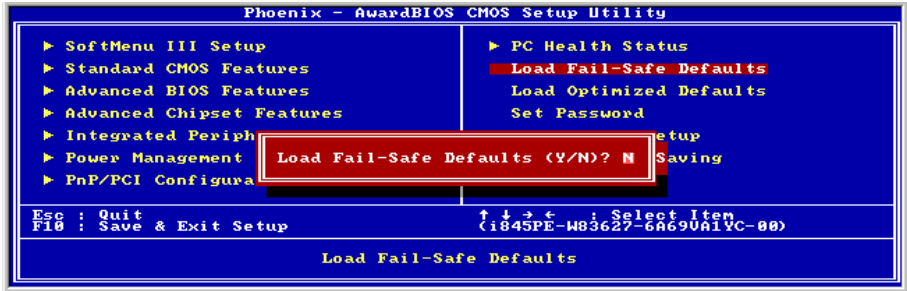 Phoenix - AwardBIOS CMOS Setup Utility
► SoftMenu III Setup
► Standard CMOS Features
► Advanced BIOS Features
► Advanced Chipset Features
► Integrated Periph
► Power Management
► PnP/PCI Configura
► PC Health Status
Load Fail-Safe Defaults
Load Optimized Defaults
Set Password
etup
Saving
Load Fail-Safe Defaults (Y/N)? N
Esc : Quit
F10 : Save & Exit Setup
↑ ↓ → ← : Select Item
(i845PE-W83627-6A69VA1YC-00)
Load Fail-Safe Defaults